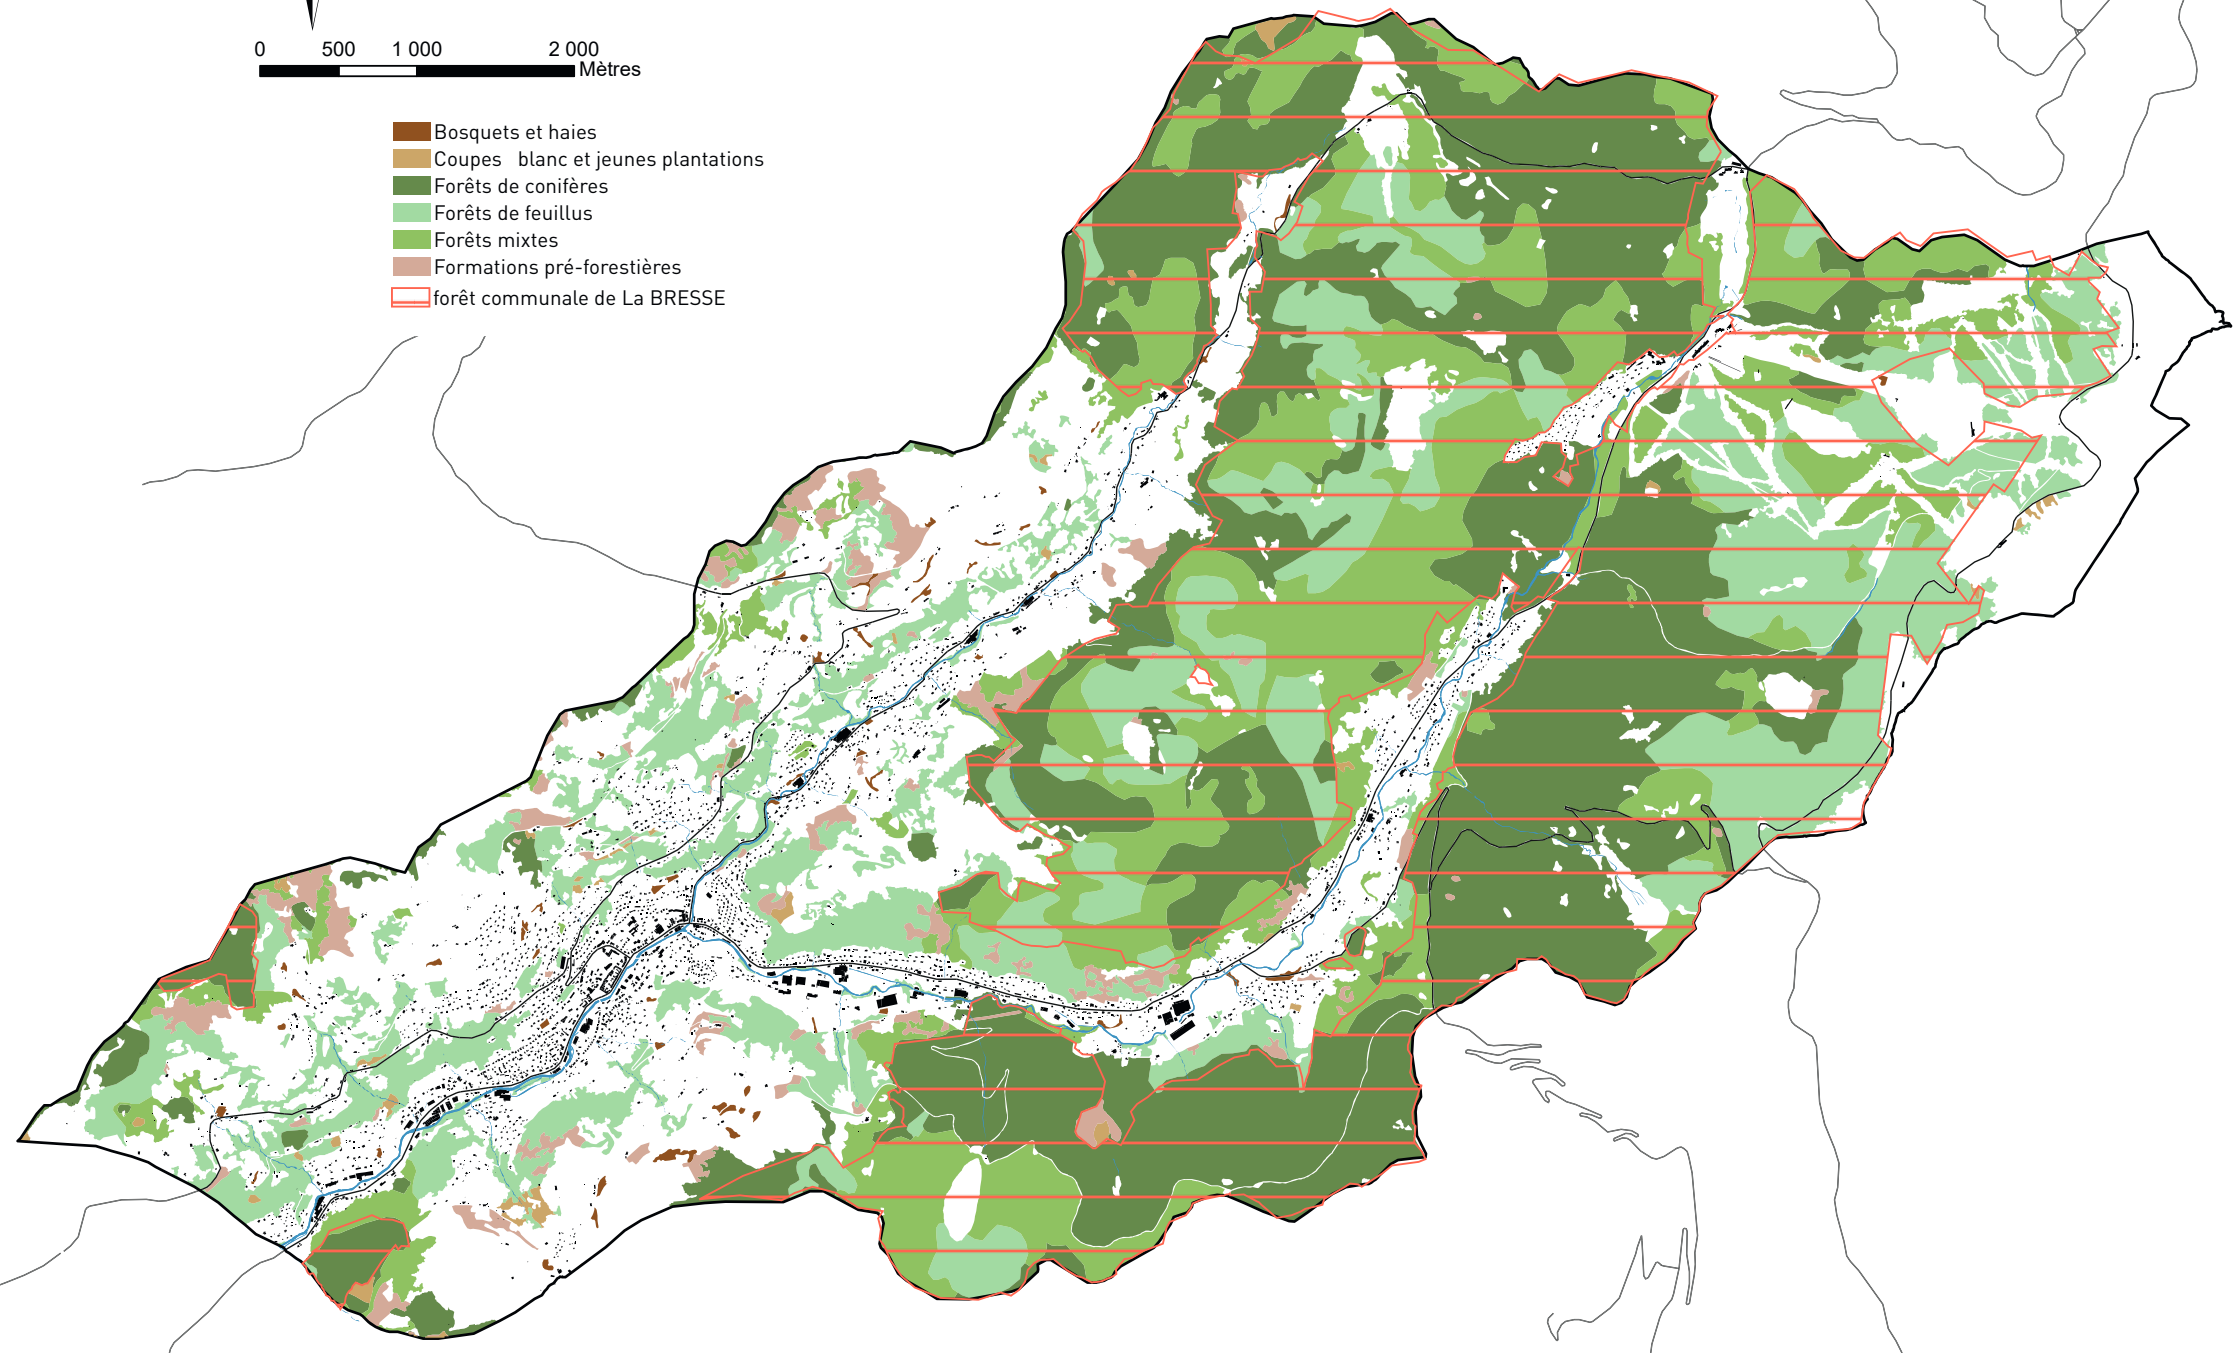 0 500 1 000 2 000
Mètres
Bosquets et haies
Coupes blanc et jeunes plantations
Forêts de conifères
Forêts de feuillus
Forêts mixtes
Formations pré-forestières
forêt communale de La BRESSE